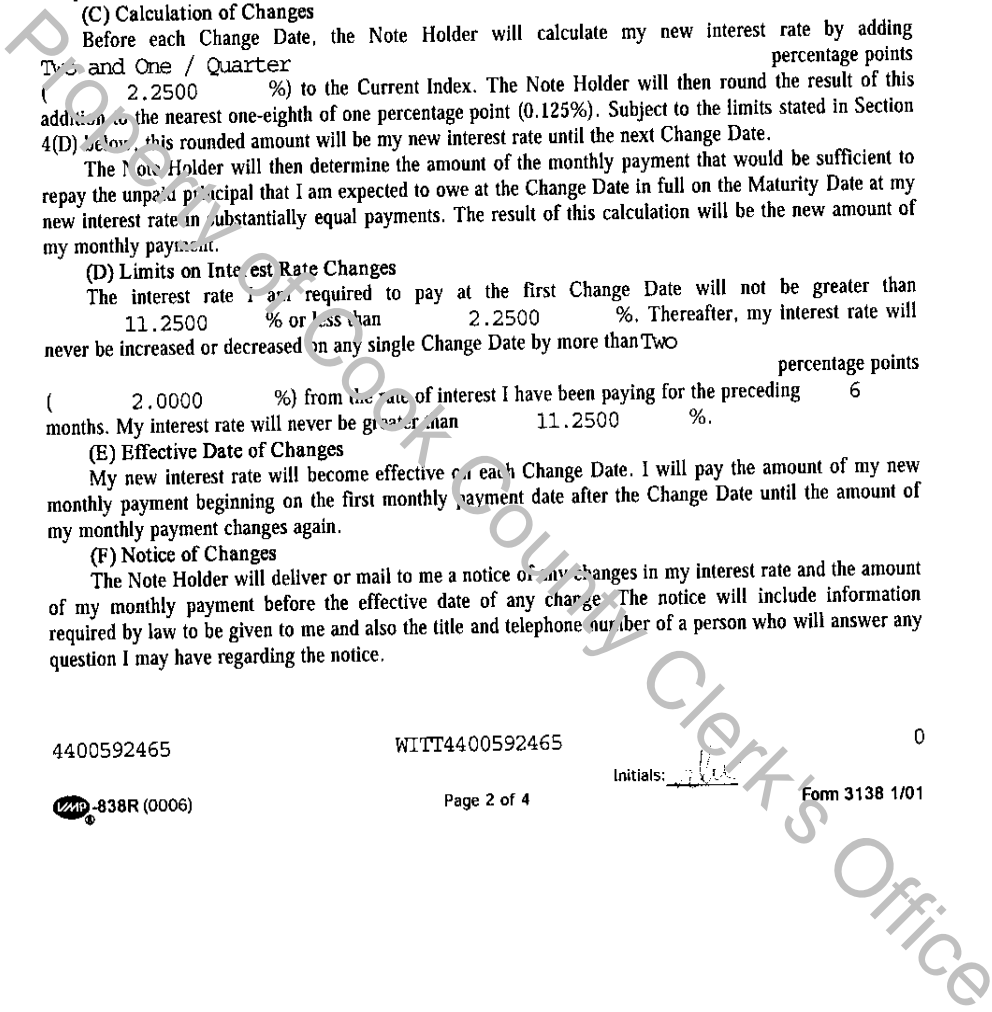 (C) Calculation of Changes
Before each Change Date, the Note Holder will calculate my new interest rate by adding
Two and One / Quarter percentage points
( 2.2500 %) to the Current Index. The Note Holder will then round the result of this
addition to the nearest one-eighth of one percentage point (0.125%). Subject to the limits stated in Section
4(D) below, this rounded amount will be my new interest rate until the next Change Date.
The Note Holder will then determine the amount of the monthly payment that would be sufficient to
repay the unpaid principal that I am expected to owe at the Change Date in full on the Maturity Date at my
new interest rate in substantially equal payments. The result of this calculation will be the new amount of
my monthly payment.
(D) Limits on Interest Rate Changes
The interest rate I am required to pay at the first Change Date will not be greater than
11.2500 % or less than 2.2500 %. Thereafter, my interest rate will
never be increased or decreased on any single Change Date by more than Two
percentage points
( 2.0000 %) from the rate of interest I have been paying for the preceding 6
months. My interest rate will never be greater than 11.2500 %.
(E) Effective Date of Changes
My new interest rate will become effective on each Change Date. I will pay the amount of my new
monthly payment beginning on the first monthly payment date after the Change Date until the amount of
my monthly payment changes again.
(F) Notice of Changes
The Note Holder will deliver or mail to me a notice of any changes in my interest rate and the amount
of my monthly payment before the effective date of any change. The notice will include information
required by law to be given to me and also the title and telephone number of a person who will answer any
question I may have regarding the notice.
4400592465 WITT4400592465 0
Initials:
VMP®-838R (0006) Page 2 of 4 Form 3138 1/01
Property of Cook County Clerk's Office